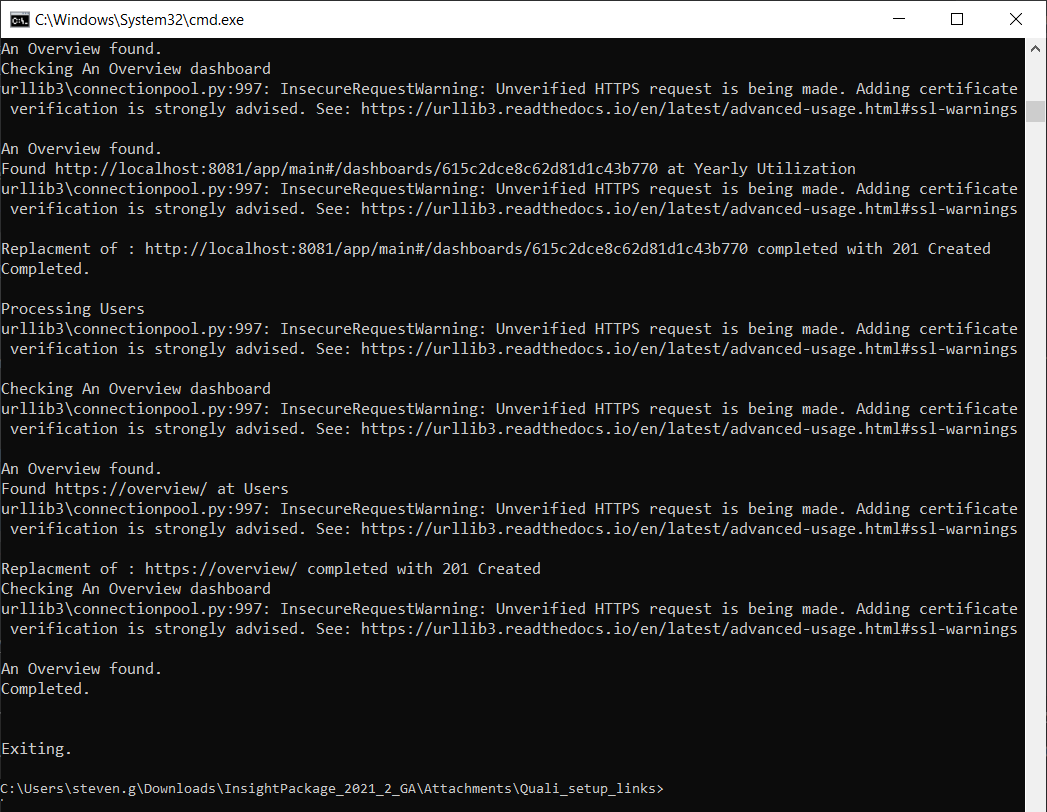 C:\Windows\System32\cmd.exe
An Overview found.
Checking An Overview dashboard
urllib3\connectionpool.py:997: InsecureRequestWarning: Unverified HTTPS request is being made. Adding certificate
verification is strongly advised. See: https://urllib3.readthedocs.io/en/latest/advanced-usage.html#ssl-warnings
An Overview found.
Found http://localhost:8081/app/main#/dashboards/615c2dce8c62d81d1c43b770 at Yearly Utilization
urllib3\connectionpool.py:997: InsecureRequestWarning: Unverified HTTPS request is being made. Adding certificate
verification is strongly advised. See: https://urllib3.readthedocs.io/en/latest/advanced-usage.html#ssl-warnings
Replacment of : http://localhost:8081/app/main#/dashboards/615c2dce8c62d81d1c43b770 completed with 201 Created
Completed.
Processing Users
urllib3\connectionpool.py:997: InsecureRequestWarning: Unverified HTTPS request is being made. Adding certificate
verification is strongly advised. See: https://urllib3.readthedocs.io/en/latest/advanced-usage.html#ssl-warnings
Checking An Overview dashboard
urllib3\connectionpool.py:997: InsecureRequestWarning: Unverified HTTPS request is being made. Adding certificate
verification is strongly advised. See: https://urllib3.readthedocs.io/en/latest/advanced-usage.html#ssl-warnings
An Overview found.
Found https://overview/ at Users
urllib3\connectionpool.py:997: InsecureRequestWarning: Unverified HTTPS request is being made. Adding certificate
verification is strongly advised. See: https://urllib3.readthedocs.io/en/latest/advanced-usage.html#ssl-warnings
Replacment of : https://overview/ completed with 201 Created
Checking An Overview dashboard
urllib3\connectionpool.py:997: InsecureRequestWarning: Unverified HTTPS request is being made. Adding certificate
verification is strongly advised. See: https://urllib3.readthedocs.io/en/latest/advanced-usage.html#ssl-warnings
An Overview found.
Completed.
Exiting.
C:\Users\steven.g\Downloads\InsightPackage_2021_2_GA\Attachments\Quali_setup_links>